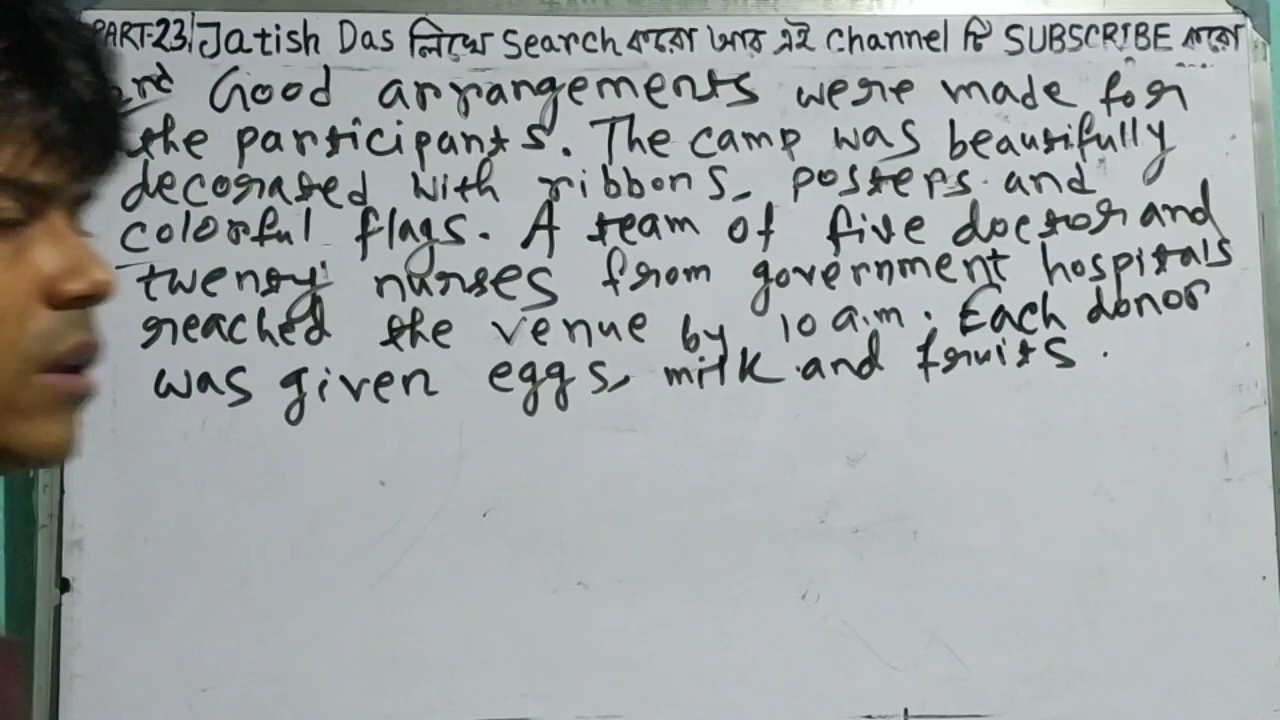 PART-23/Jatish Das লিখে Search করো আর এই Channel টি SUBSCRIBE করো
2nd Good arrangements were made for
the participants. The camp was beautifully
decorated with ribbons, posters and
colorful flags. A team of five doctor and
twenty nurses from government hospitals
reached the venue by 10 a.m. Each donor
was given eggs, milk and fruits.